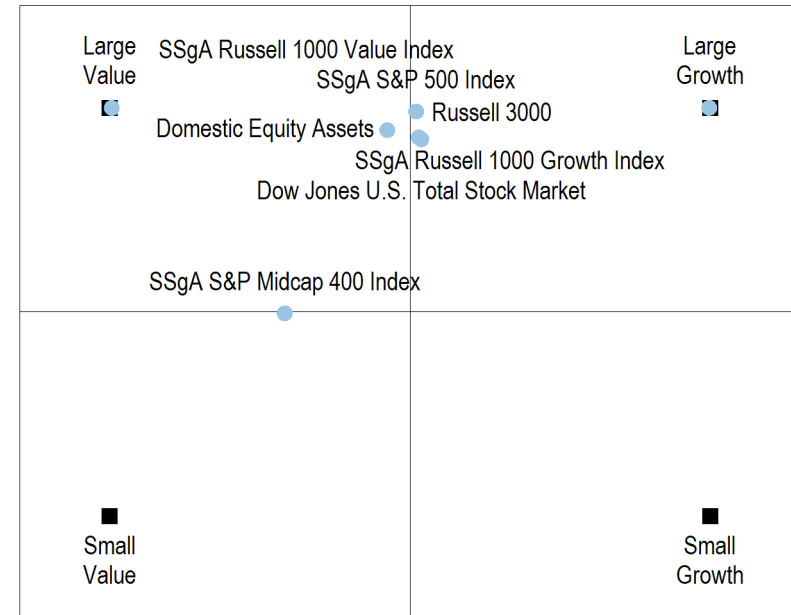 Large
Value
SSgA Russell 1000 Value Index
Large
Growth
SSgA S&P 500 Index
Russell 3000
Domestic Equity Assets
SSgA Russell 1000 Growth Index
Dow Jones U.S. Total Stock Market
SSgA S&P Midcap 400 Index
Small
Value
Small
Growth